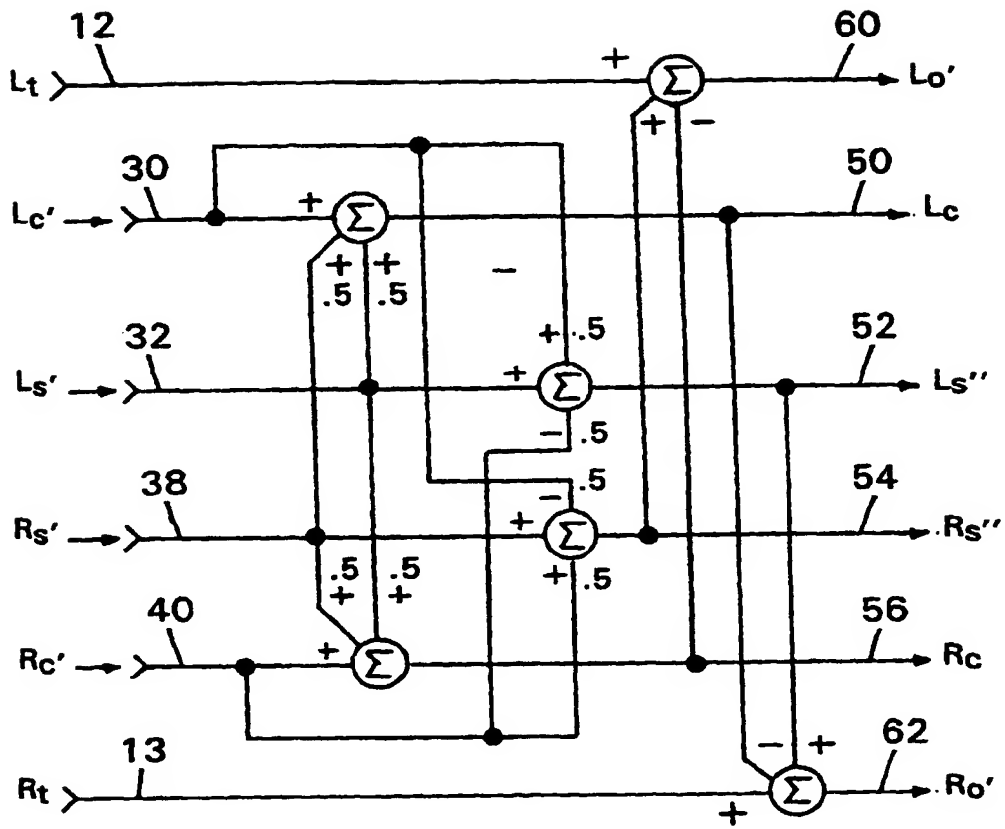 12 60
Lt + Σ Lo'
+ −
30 50
Lc' + Σ Lc
+ +
.5 .5
−
+ .5
32 52
Ls' + Σ Ls''
− .5
38 .5 54
−
Rs' + Σ Rs''
.5 .5 + .5
+ +
40 56
Rc' + Σ Rc
13 − + 62
Rt Σ Ro'
+